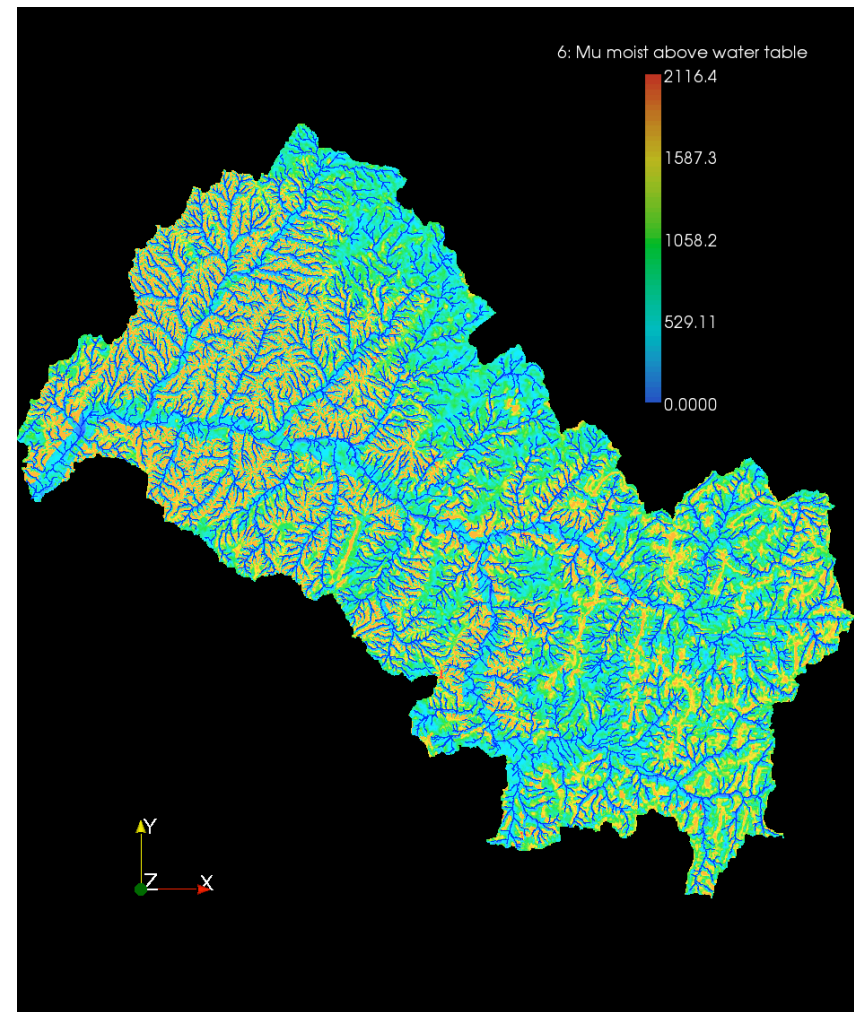 6: Mu moist above water table
2116.4
1587.3
1058.2
529.11
0.0000
Y
Z
X